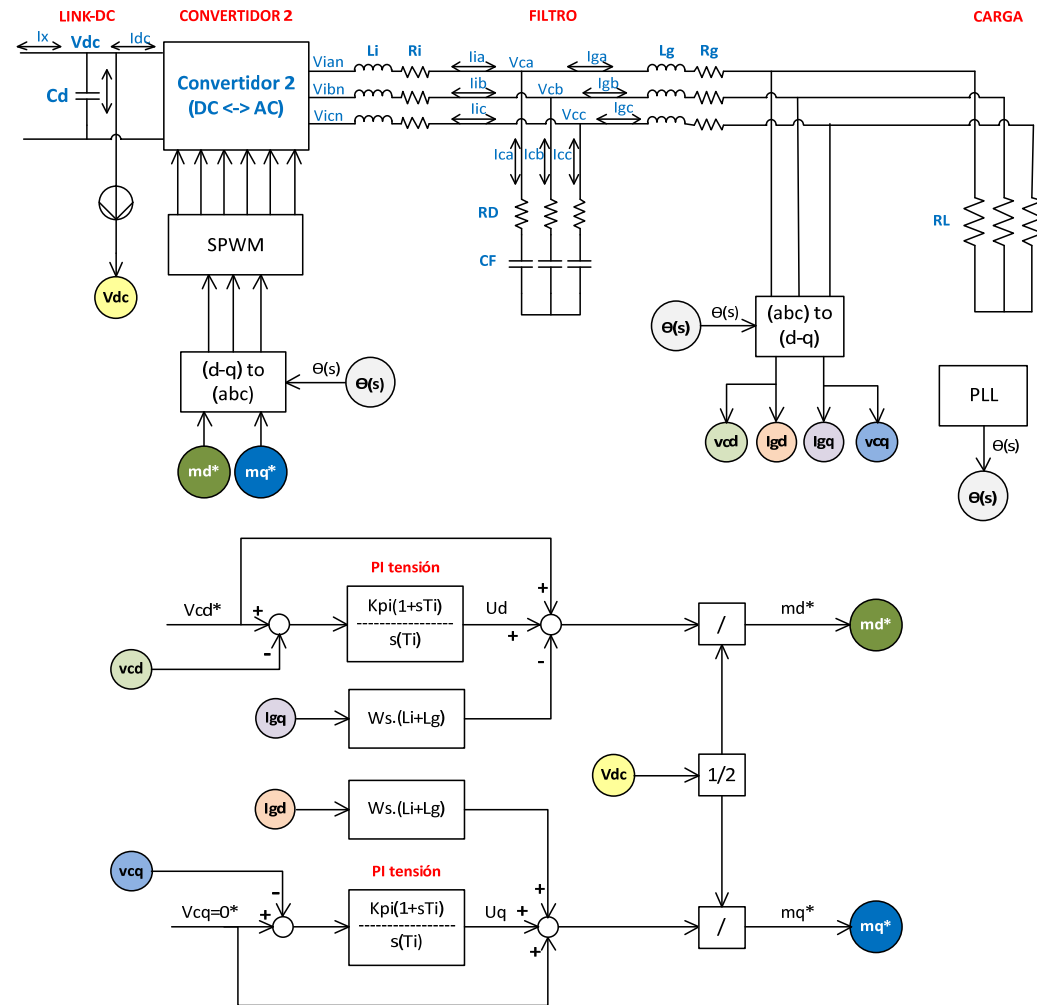 LINK-DC
CONVERTIDOR 2
FILTRO
CARGA
Ix
Vdc
Idc
Cd
Convertidor 2
(DC <-> AC)
Vian
Vibn
Vicn
Li
Ri
Iia
Iib
Iic
Vca
Vcb
Vcc
Iga
Igb
Igc
Lg
Rg
Ica
Icb
Icc
RD
CF
RL
SPWM
Vdc
(d-q) to
(abc)
ϴ(s)
ϴ(s)
md*
mq*
ϴ(s)
ϴ(s)
(abc) to
(d-q)
vcd
Igd
Igq
vcq
PLL
ϴ(s)
ϴ(s)
PI tensión
Vcd*
+
-
Kpi(1+sTi)
s(Ti)
Ud
+
+
-
/
md*
md*
vcd
Igq
Ws.(Li+Lg)
Vdc
1/2
Igd
Ws.(Li+Lg)
vcq
PI tensión
Vcq=0*
-
+
Kpi(1+sTi)
s(Ti)
Uq
+
+
+
/
mq*
mq*